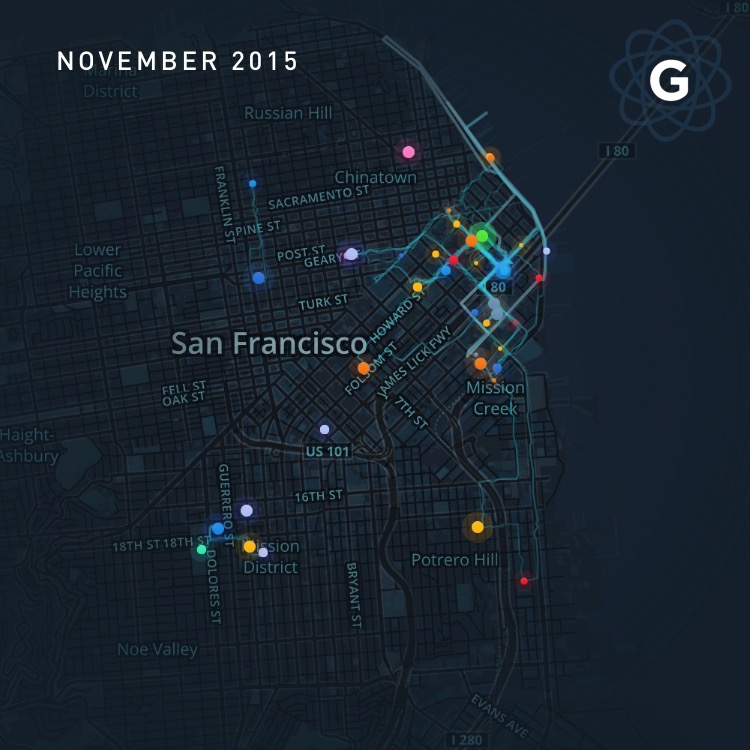 I 80
NOVEMBER 2015
Marina
District
G
Russian Hill
I 80
Chinatown
FRANKLIN ST
SACRAMENTO ST
PINE ST
Lower
Pacific
Heights
POST ST
GEARY
80
TURK ST
HOWARD ST
San Francisco
FOLSOM ST
JAMES LICK FWY
Mission
Creek
FELL ST
OAK ST
7TH ST
Haight-
Ashbury
US 101
GUERRERO ST
16TH ST
18TH ST
18TH ST
Mission
District
Potrero Hill
DOLORES ST
BRYANT ST
Noe Valley
EVANS AVE
I 280